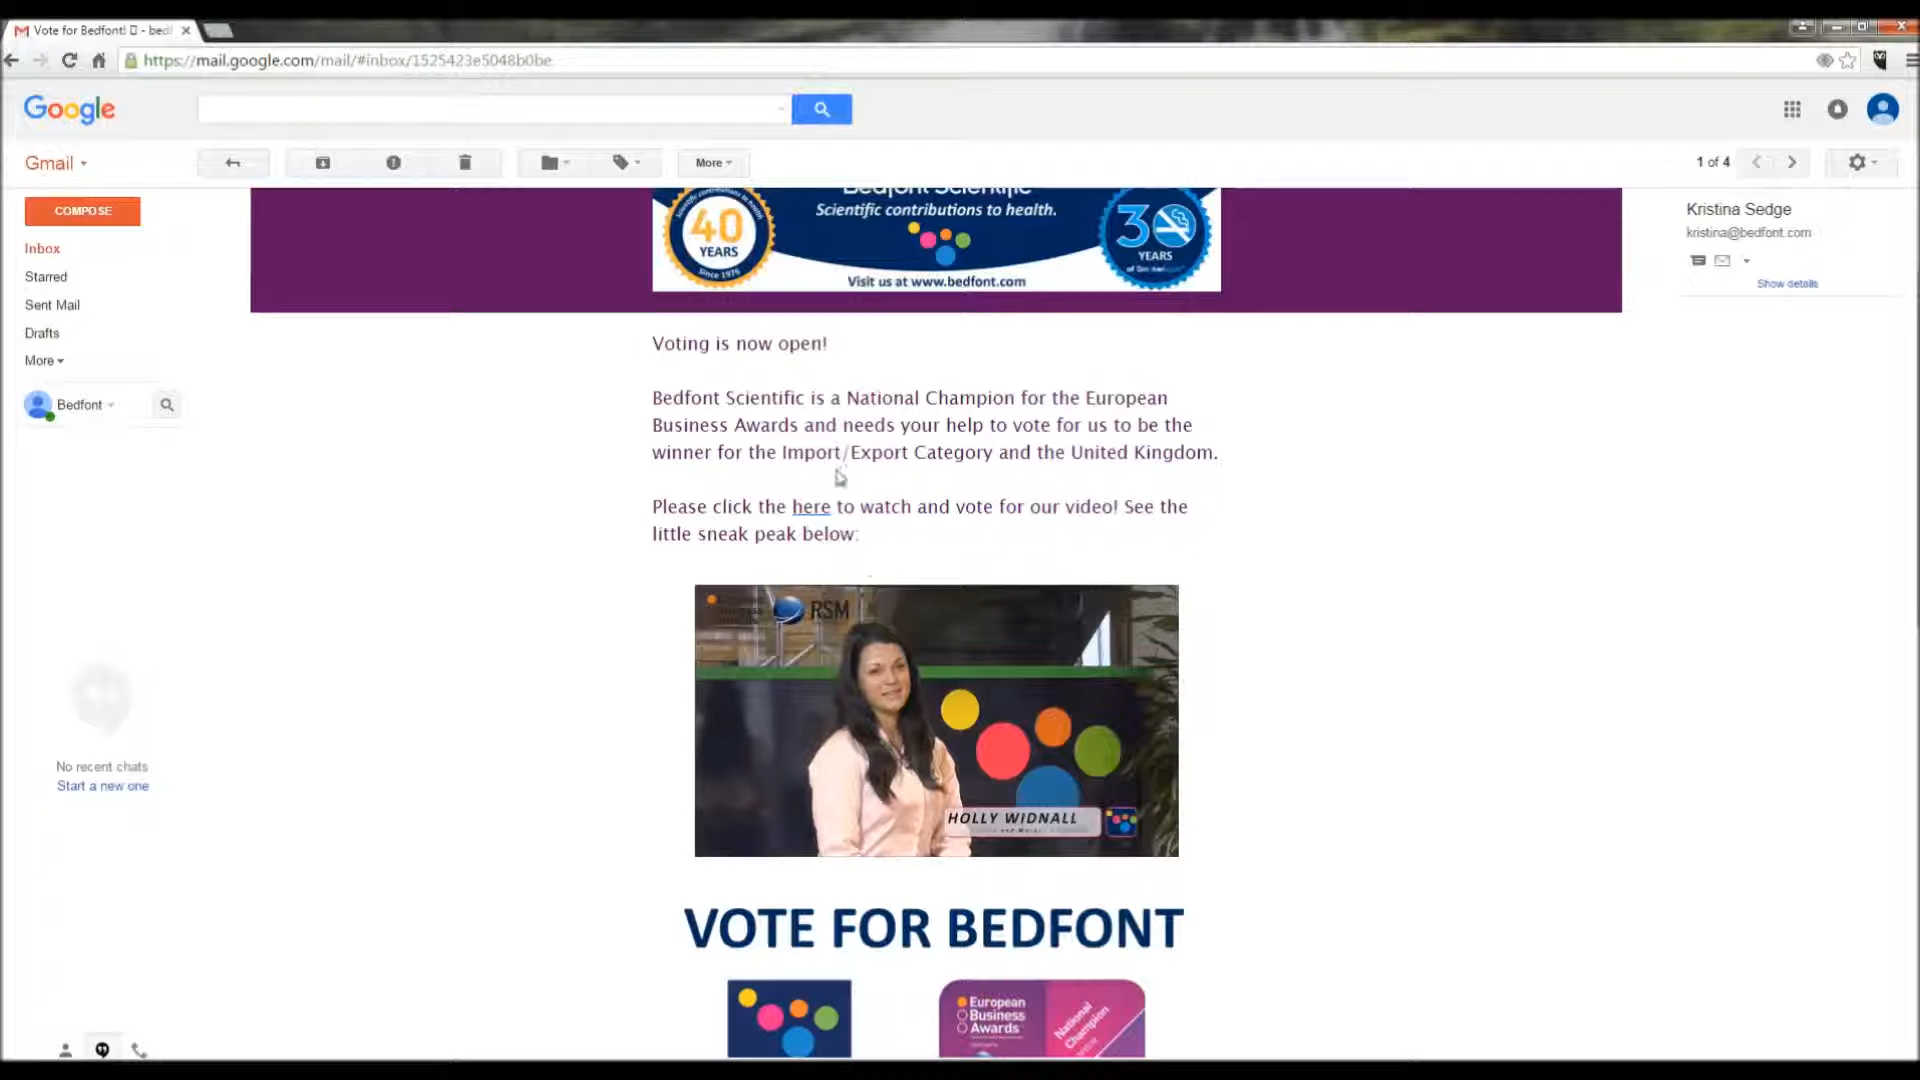 Vote for Bedfont!
https://mail.google.com/mail/#inbox/1525423e5048b0be
Google
Gmail
More
1 of 4
COMPOSE
Inbox
Starred
Sent Mail
Drafts
More
Bedfont
No recent chats
Start a new one
Kristina Sedge
kristina@bedfont.com
Show details
Bedfont Scientific
Scientific contributions to health.
40
YEARS
Since 1976
30
YEARS
Visit us at www.bedfont.com
Voting is now open!
Bedfont Scientific is a National Champion for the European
Business Awards and needs your help to vote for us to be the
winner for the Import/Export Category and the United Kingdom.
Please click the here to watch and vote for our video! See the
little sneak peak below:
RSM
HOLLY WIDNALL
VOTE FOR BEDFONT
European
Business
Awards
National
Champion